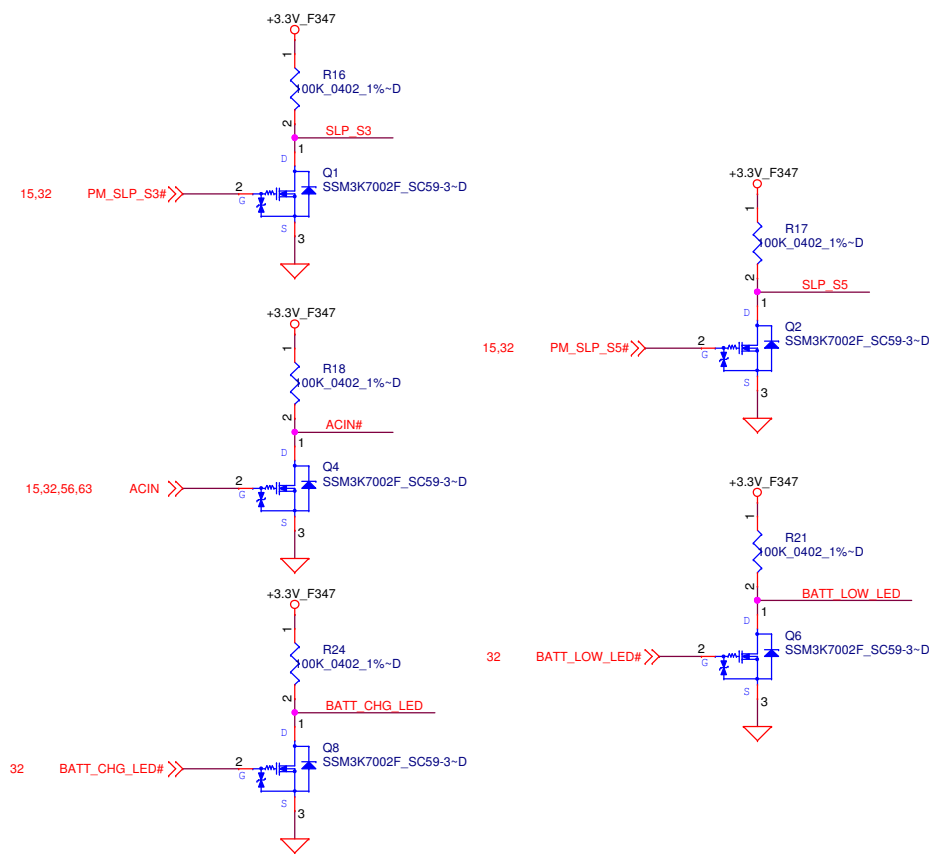 +3.3V_F347
1
R16
100K_0402_1%~D
2
SLP_S3
1
D
Q1
SSM3K7002F_SC59-3~D
15,32 PM_SLP_S3# 2
G
S
3
+3.3V_F347
1
R17
100K_0402_1%~D
2
SLP_S5
1
D
Q2
SSM3K7002F_SC59-3~D
15,32 PM_SLP_S5# 2
G
S
3
+3.3V_F347
1
R18
100K_0402_1%~D
2
ACIN#
1
D
Q4
SSM3K7002F_SC59-3~D
15,32,56,63 ACIN 2
G
S
3
+3.3V_F347
1
R21
100K_0402_1%~D
2
BATT_LOW_LED
1
D
Q6
SSM3K7002F_SC59-3~D
32 BATT_LOW_LED# 2
G
S
3
+3.3V_F347
1
R24
100K_0402_1%~D
2
BATT_CHG_LED
1
D
Q8
SSM3K7002F_SC59-3~D
32 BATT_CHG_LED# 2
G
S
3